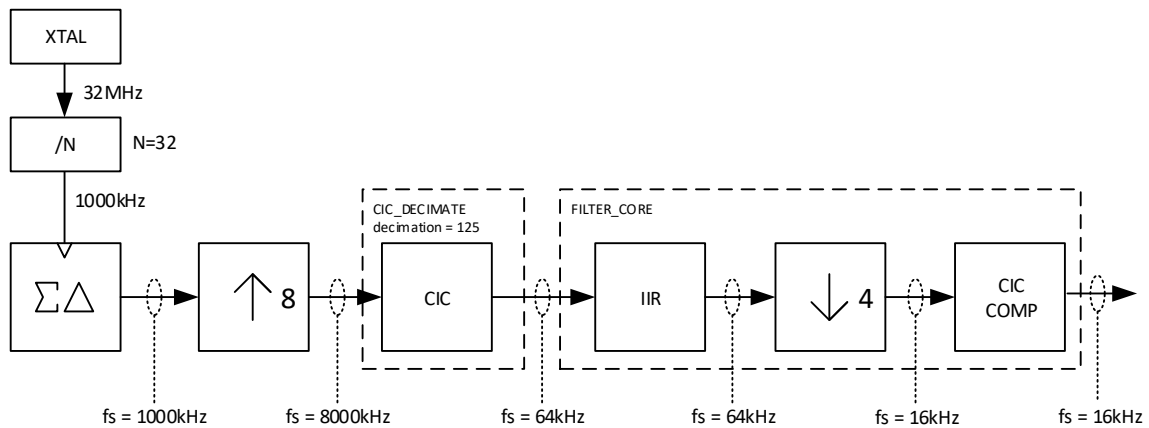 XTAL
32MHz
/N
N=32
1000kHz
CIC_DECIMATE
decimation = 125
FILTER_CORE
ΣΔ
↑ 8
CIC
IIR
↓ 4
CIC
COMP
fs = 1000kHz
fs = 8000kHz
fs = 64kHz
fs = 64kHz
fs = 16kHz
fs = 16kHz